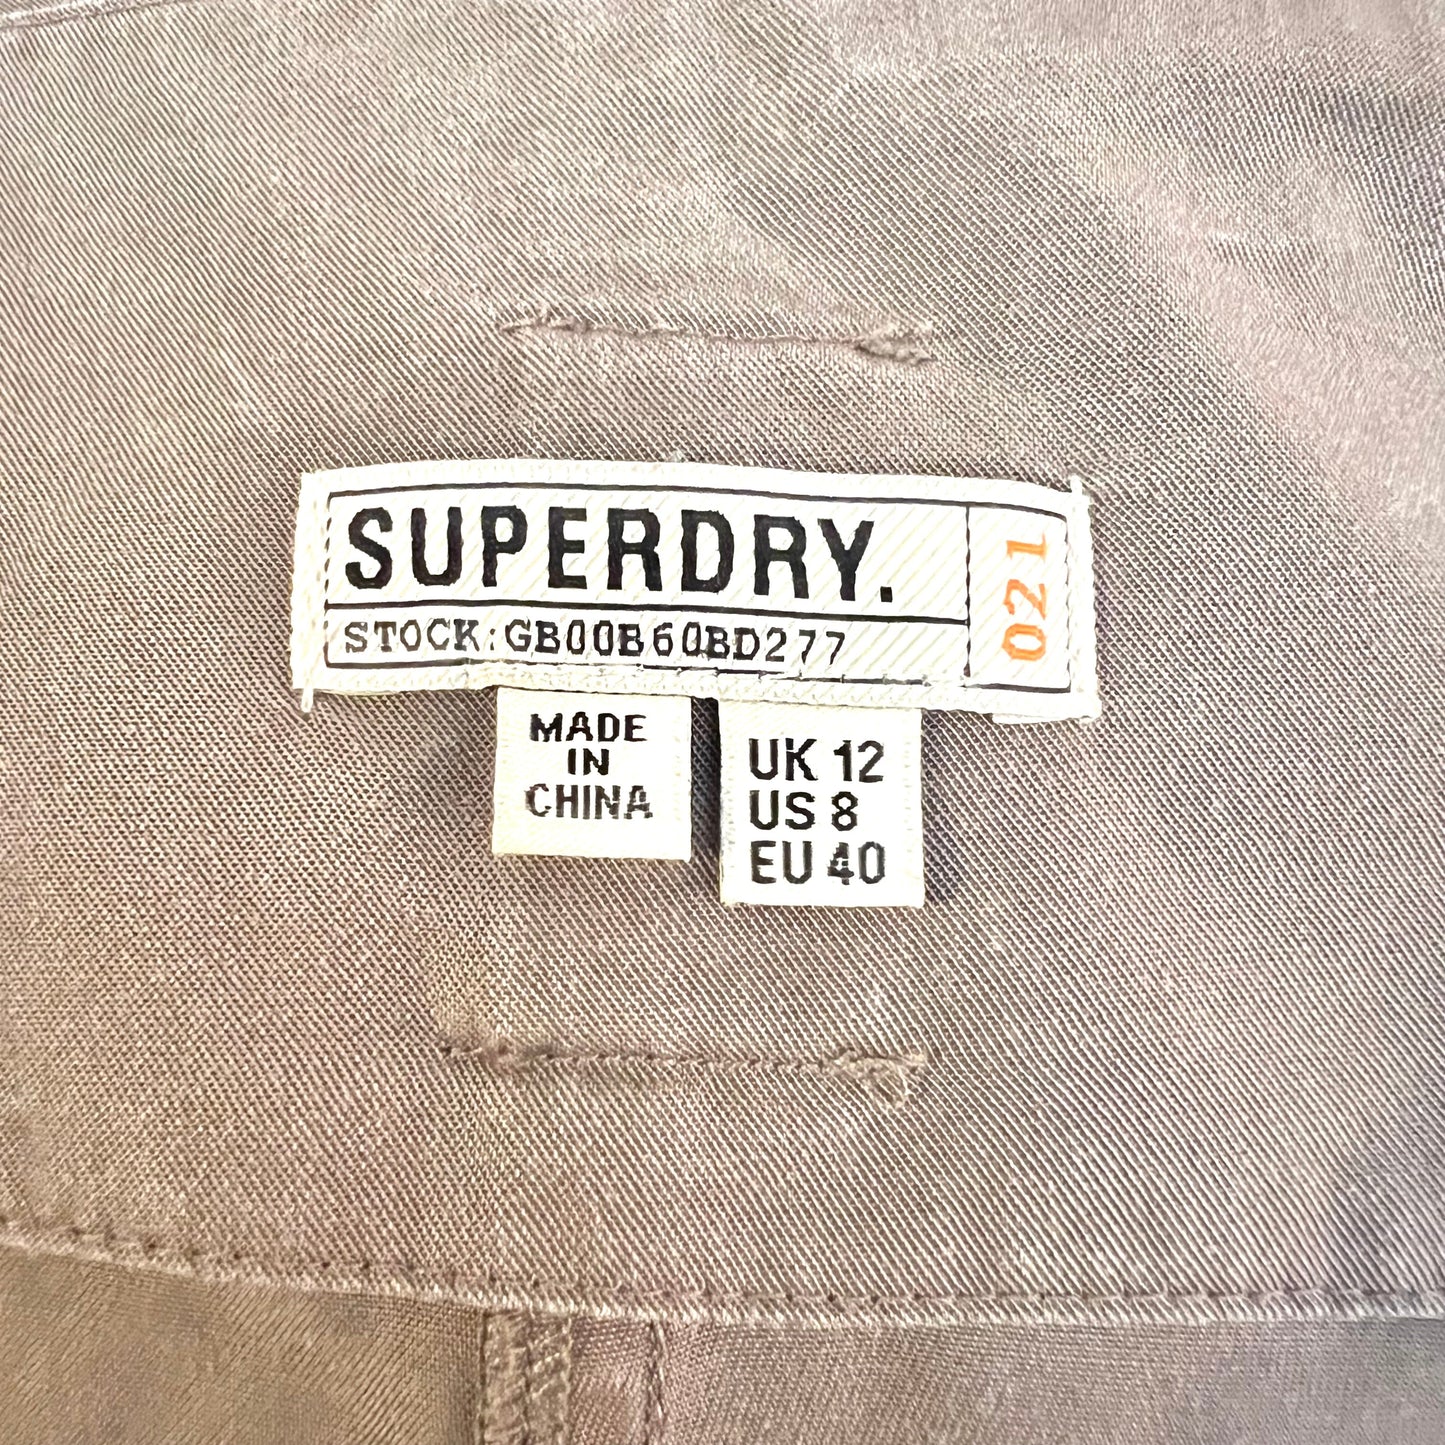 SUPERDRY.
STOCK:GB00B60BD277
021
MADE
IN
CHINA
UK 12
US 8
EU 40